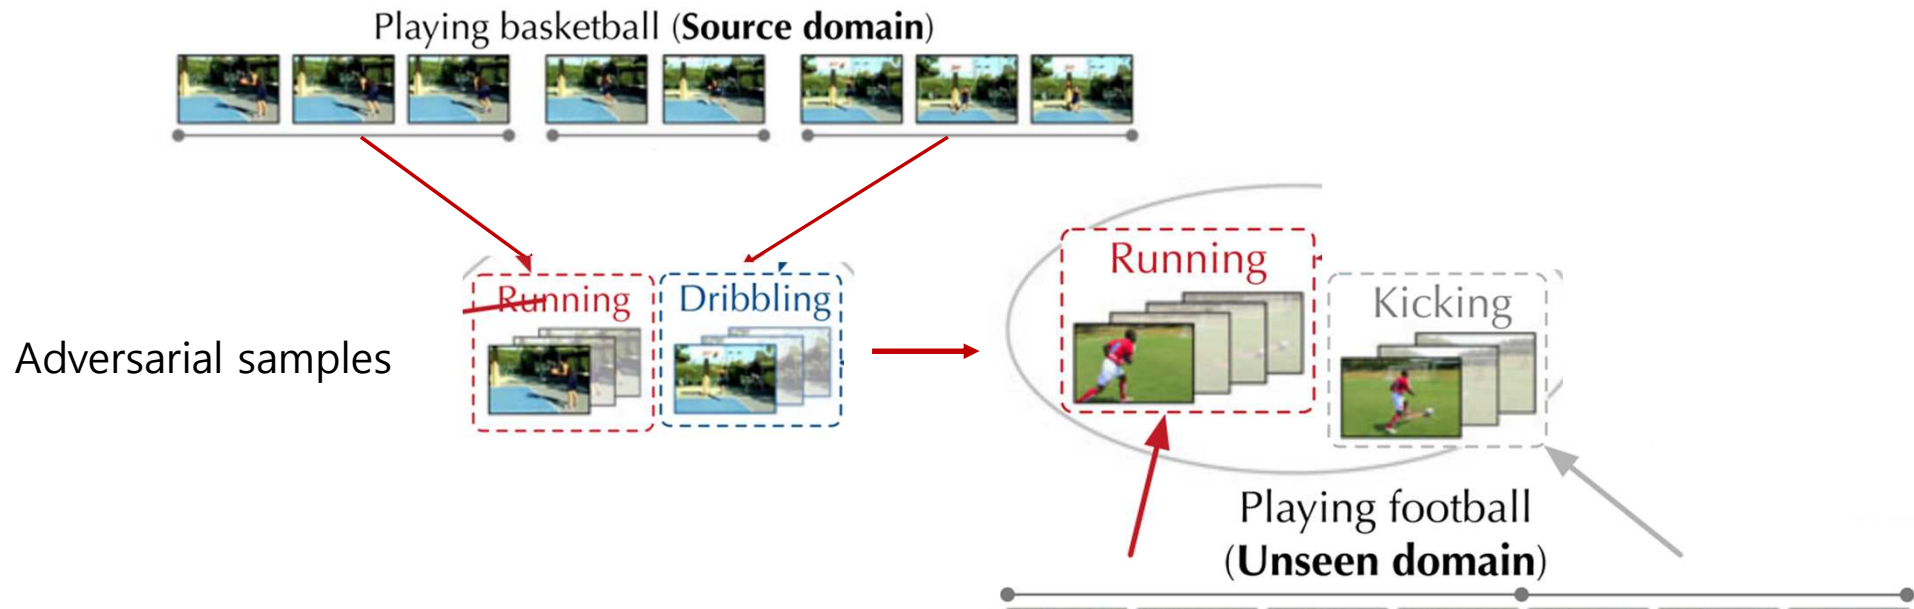 Playing basketball (Source domain)
Running
Dribbling
Adversarial samples
Running
Kicking
Playing football
(Unseen domain)